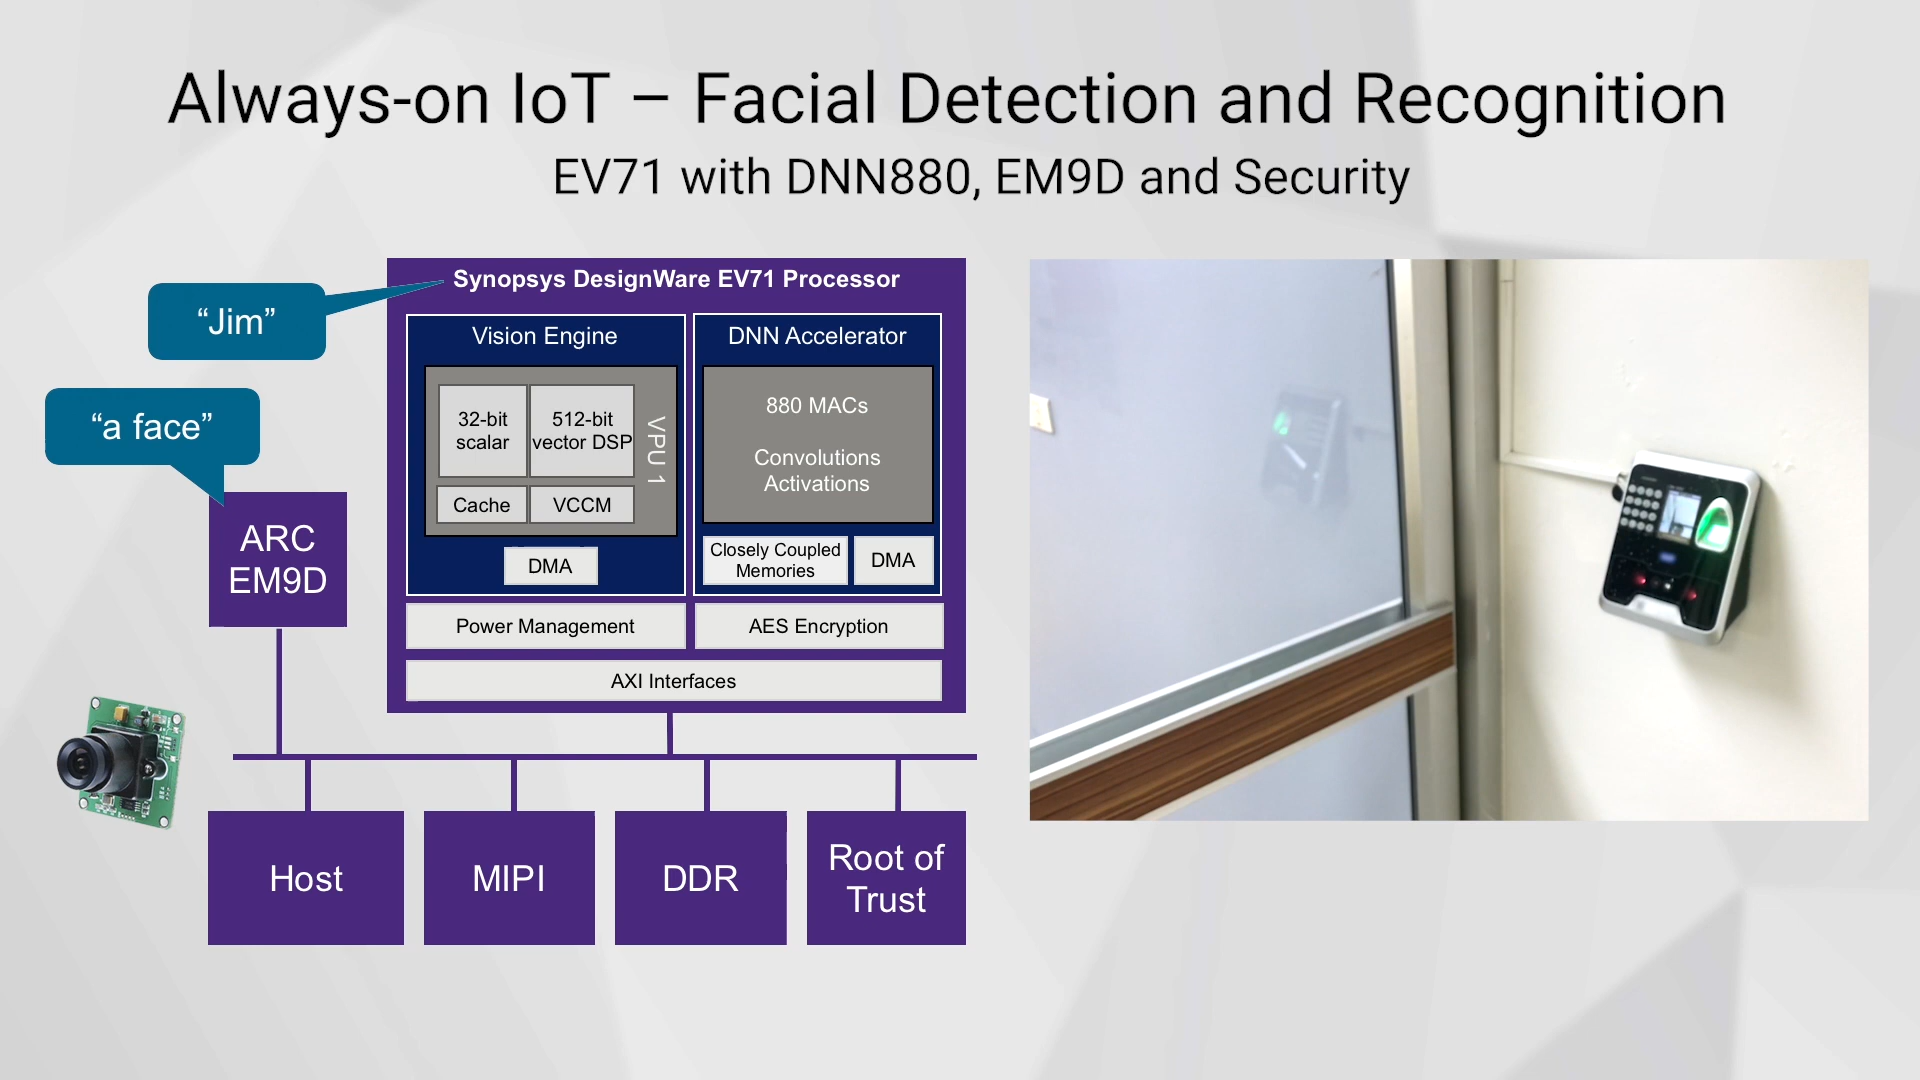 Always-on IoT – Facial Detection and Recognition
EV71 with DNN880, EM9D and Security
Synopsys DesignWare EV71 Processor
“Jim”
“a face”
Vision Engine
32-bit
scalar
512-bit
vector DSP
VPU 1
Cache
VCCM
DMA
DNN Accelerator
880 MACs
Convolutions
Activations
Closely Coupled
Memories
DMA
Power Management
AES Encryption
AXI Interfaces
ARC
EM9D
Host
MIPI
DDR
Root of
Trust